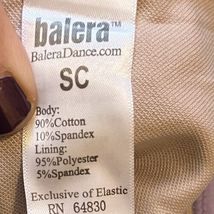 balera™
BaleraDance.com
SC
Body:
90%Cotton
10%Spandex
Lining:
95%Polyester
5%Spandex
Exclusive of Elastic
RN 64830